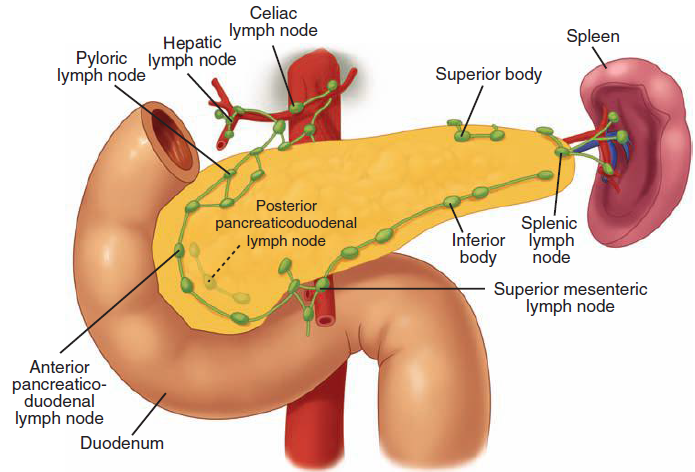 Celiac
lymph node
Hepatic
lymph node
Pyloric
lymph node
Spleen
Superior body
Posterior
pancreaticoduodenal
lymph node
Inferior
body
Splenic
lymph
node
Superior mesenteric
lymph node
Anterior
pancreatico-
duodenal
lymph node
Duodenum